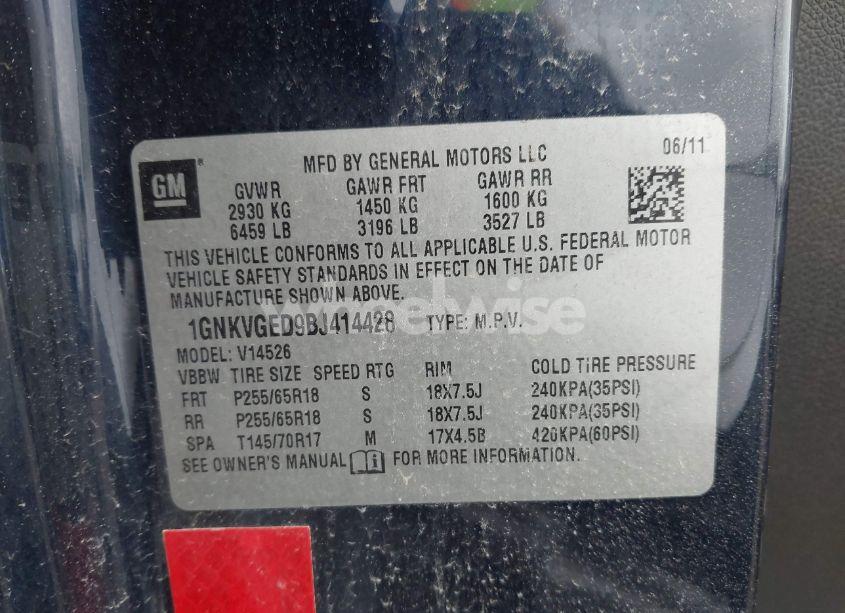 GM
MFD BY GENERAL MOTORS LLC 06/11
GVWR GAWR FRT GAWR RR
2930 KG 1450 KG 1600 KG
6459 LB 3196 LB 3527 LB
THIS VEHICLE CONFORMS TO ALL APPLICABLE U.S. FEDERAL MOTOR
VEHICLE SAFETY STANDARDS IN EFFECT ON THE DATE OF
MANUFACTURE SHOWN ABOVE.
1GNKVGED9BJ414428 TYPE: M.P.V.
MODEL: V14526
VBBW TIRE SIZE SPEED RTG RIM COLD TIRE PRESSURE
FRT P255/65R18 S 18X7.5J 240KPA(35PSI)
RR P255/65R18 S 18X7.5J 240KPA(35PSI)
SPA T145/70R17 M 17X4.5B 420KPA(60PSI)
SEE OWNER'S MANUAL FOR MORE INFORMATION.